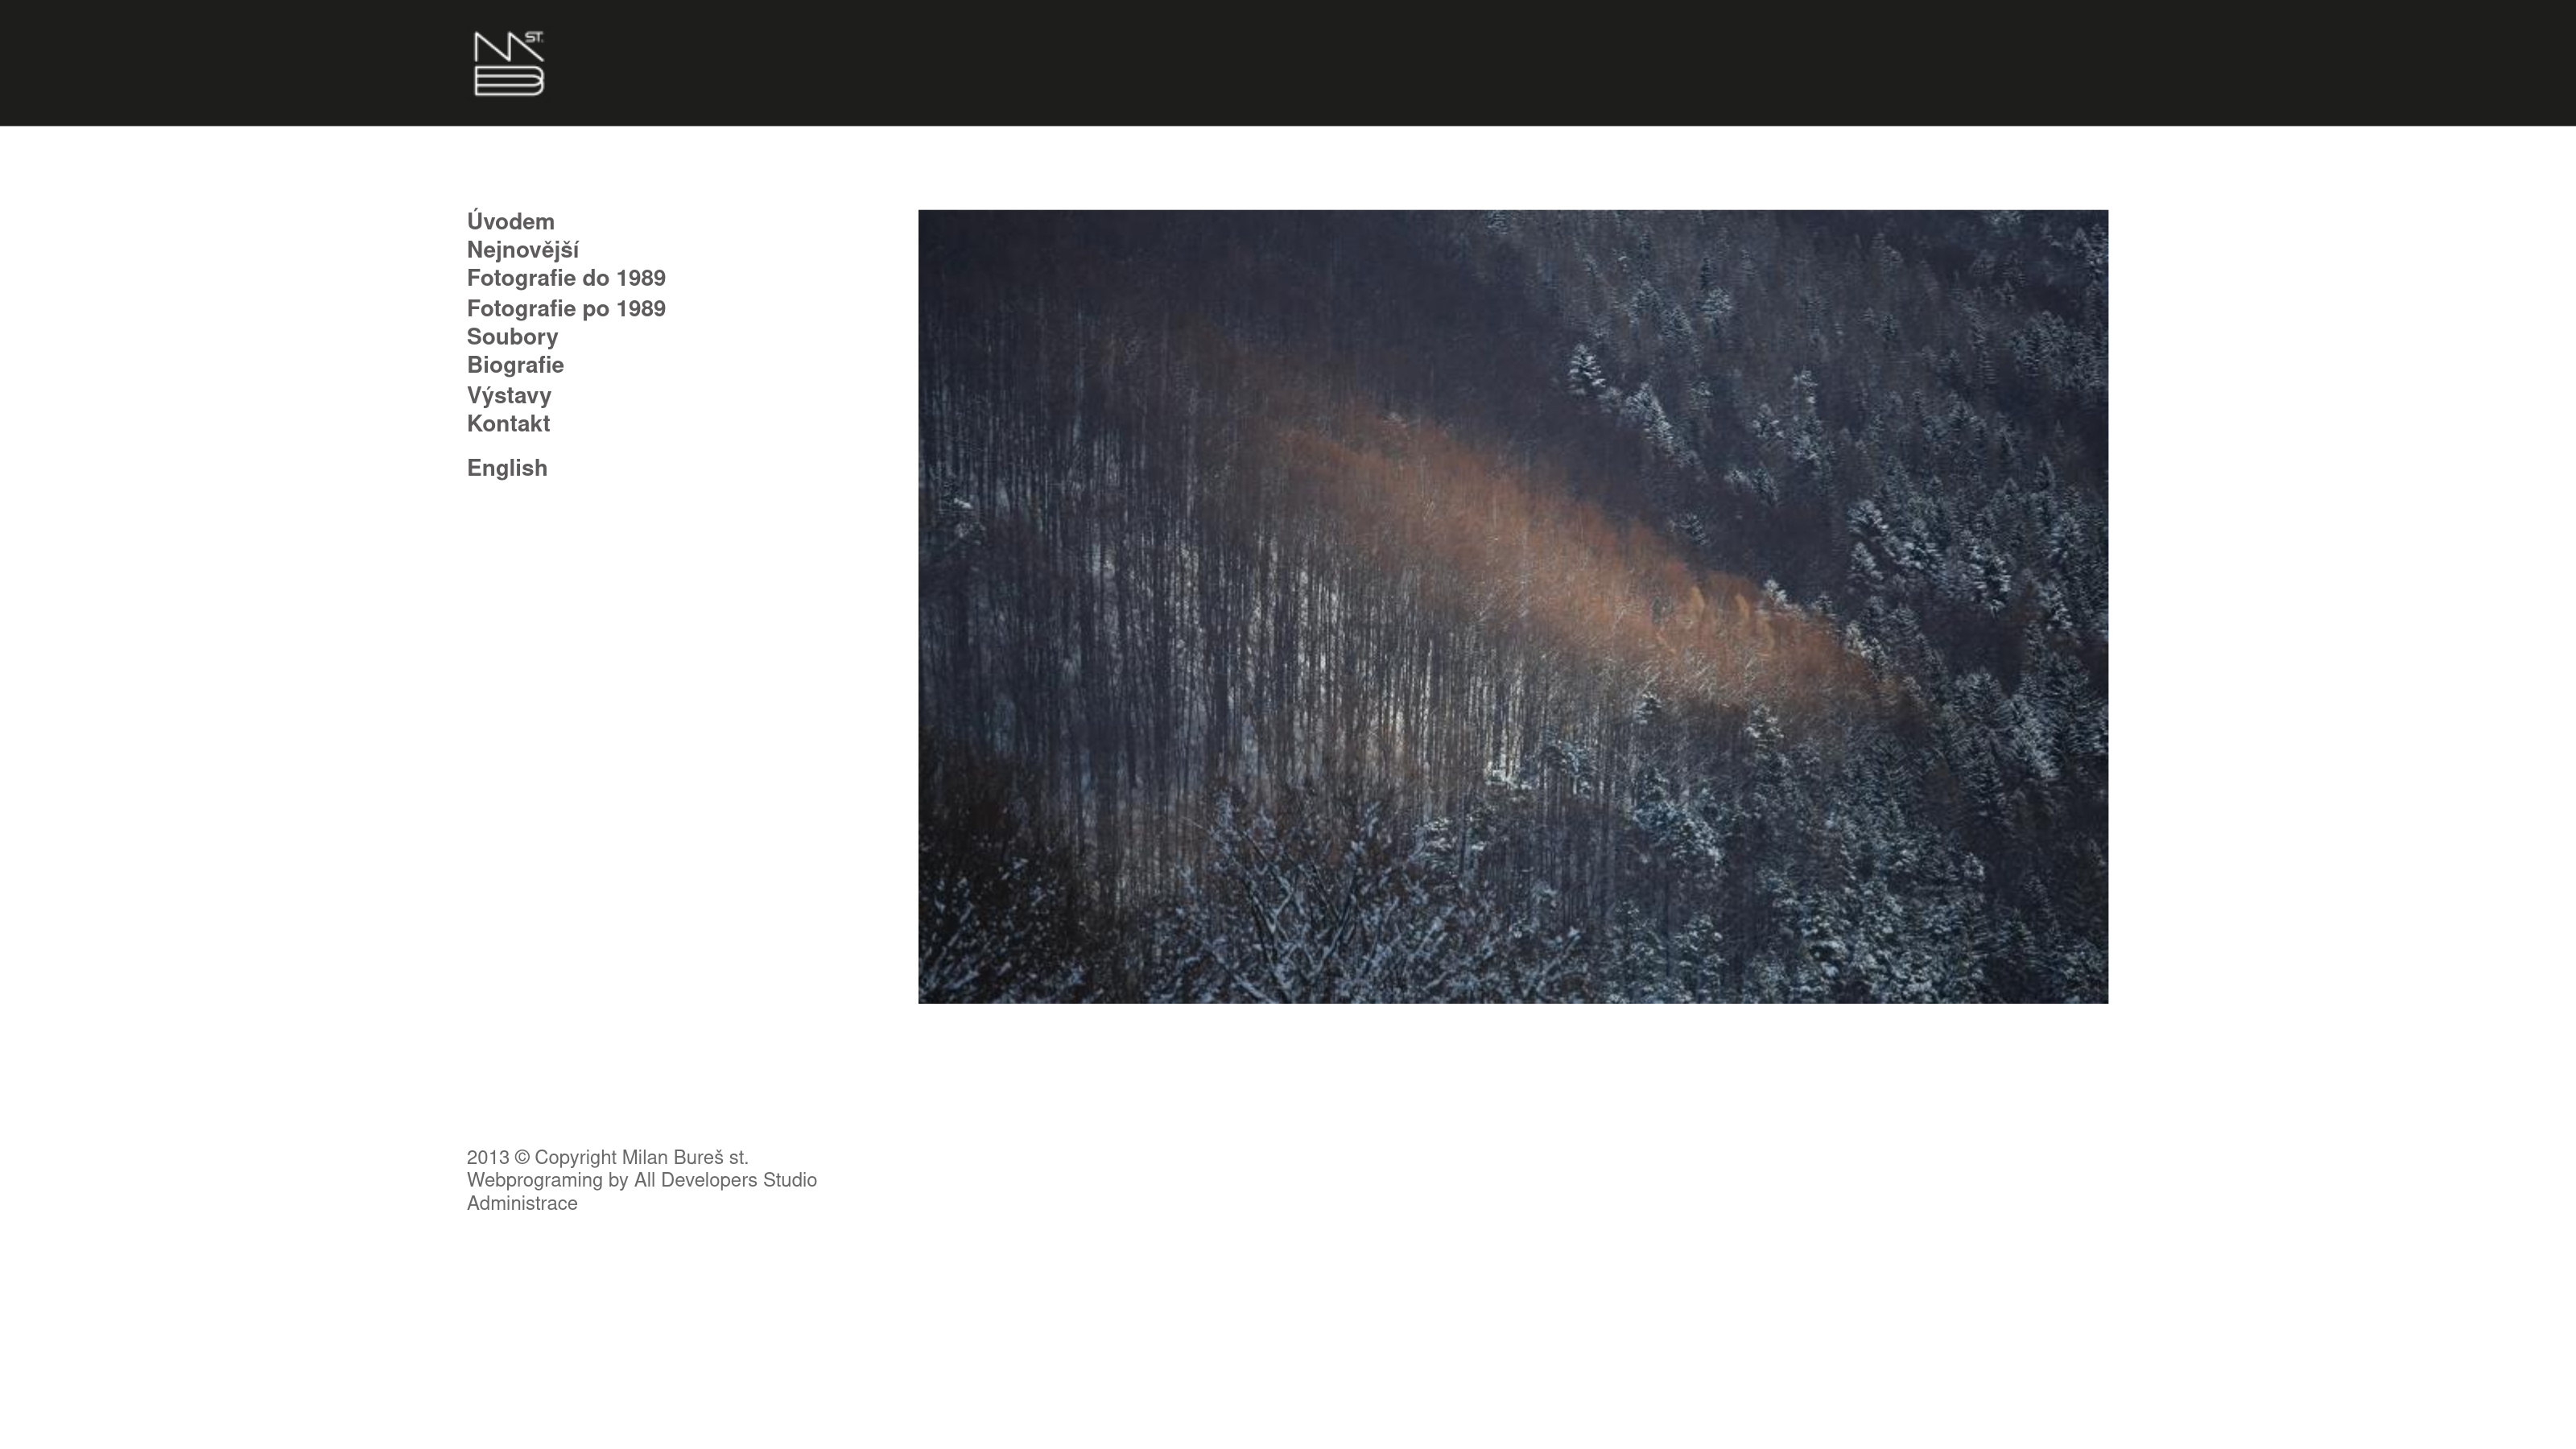 ST.
MB
Úvodem
Nejnovější
Fotografie do 1989
Fotografie po 1989
Soubory
Biografie
Výstavy
Kontakt
English
2013 © Copyright Milan Bureš st.
Webprograming by All Developers Studio
Administrace